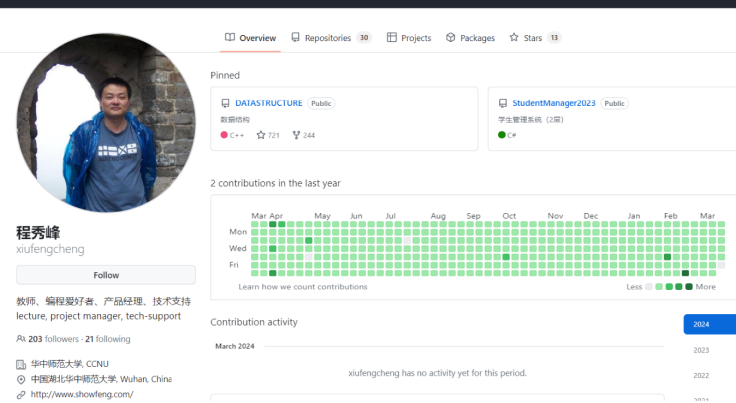 Overview
Repositories 30
Projects
Packages
Stars 13
程秀峰
xiufengcheng
Follow
教师、编程爱好者、产品经理、技术支持
lecture, project manager, tech-support
203 followers · 21 following
华中师范大学, CCNU
中国湖北华中师范大学, Wuhan, China
http://www.showfeng.com/
Pinned
DATASTRUCTURE Public
数据结构
C++ 721 244
StudentManager2023 Public
学生管理系统（2层）
C#
2 contributions in the last year
Mar Apr May Jun Jul Aug Sep Oct Nov Dec Jan Feb Mar
Mon
Wed
Fri
Learn how we count contributions
Less More
Contribution activity
March 2024
xiufengcheng has no activity yet for this period.
2024
2023
2022